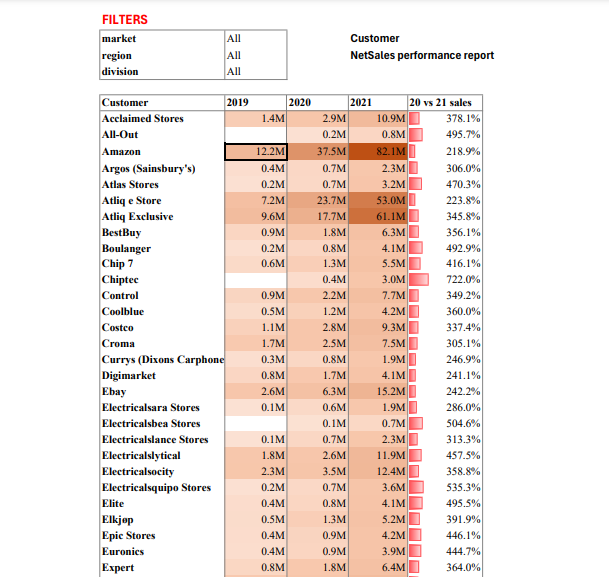 FILTERS
market All Customer
region All NetSales performance report
division All
Customer 2019 2020 2021 20 vs 21 sales
Acclaimed Stores 1.4M 2.9M 10.9M 378.1%
All-Out 0.2M 0.8M 495.7%
Amazon 12.2M 37.5M 82.1M 218.9%
Argos (Sainsbury's) 0.4M 0.7M 2.3M 306.0%
Atlas Stores 0.2M 0.7M 3.2M 470.3%
Atliq e Store 7.2M 23.7M 53.0M 223.8%
Atliq Exclusive 9.6M 17.7M 61.1M 345.8%
BestBuy 0.9M 1.8M 6.3M 356.1%
Boulanger 0.2M 0.8M 4.1M 492.9%
Chip 7 0.6M 1.3M 5.5M 416.1%
Chiptec 0.4M 3.0M 722.0%
Control 0.9M 2.2M 7.7M 349.2%
Coolblue 0.5M 1.2M 4.2M 360.0%
Costco 1.1M 2.8M 9.3M 337.4%
Croma 1.7M 2.5M 7.5M 305.1%
Currys (Dixons Carphone 0.3M 0.8M 1.9M 246.9%
Digimarket 0.8M 1.7M 4.1M 241.1%
Ebay 2.6M 6.3M 15.2M 242.2%
Electricalsara Stores 0.1M 0.6M 1.9M 286.0%
Electricalsbea Stores 0.1M 0.7M 504.6%
Electricalslance Stores 0.1M 0.7M 2.3M 313.3%
Electricalslytical 1.8M 2.6M 11.9M 457.5%
Electricalsocity 2.3M 3.5M 12.4M 358.8%
Electricalsquipo Stores 0.2M 0.7M 3.6M 535.3%
Elite 0.4M 0.8M 4.1M 495.5%
Elkjøp 0.5M 1.3M 5.2M 391.9%
Epic Stores 0.4M 0.9M 4.2M 446.1%
Euronics 0.4M 0.9M 3.9M 444.7%
Expert 0.8M 1.8M 6.4M 364.0%